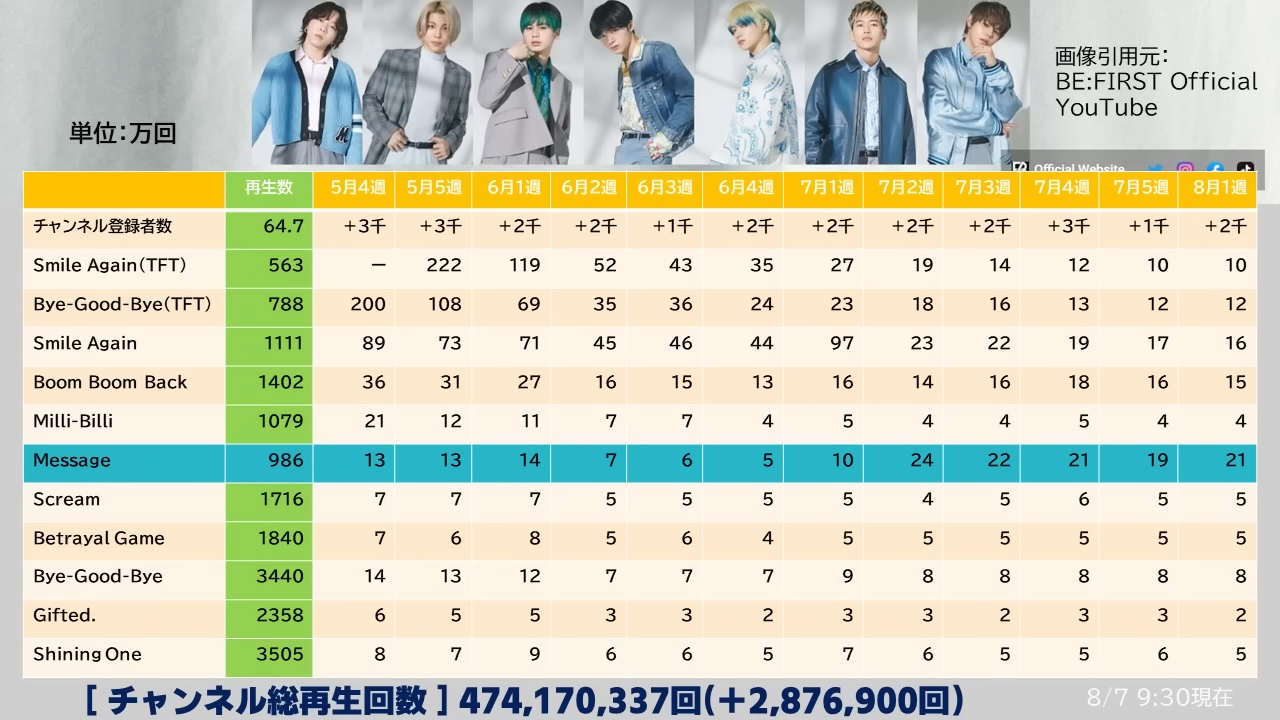 単位：万回
画像引用元：
BE:FIRST Official
YouTube
Official Website
再生数 5月4週 5月5週 6月1週 6月2週 6月3週 6月4週 7月1週 7月2週 7月3週 7月4週 7月5週 8月1週
チャンネル登録者数 64.7 +3千 +3千 +2千 +2千 +1千 +2千 +2千 +2千 +2千 +3千 +1千 +2千
Smile Again(TFT) 563 ー 222 119 52 43 35 27 19 14 12 10 10
Bye-Good-Bye(TFT) 788 200 108 69 35 36 24 23 18 16 13 12 12
Smile Again 1111 89 73 71 45 46 44 97 23 22 19 17 16
Boom Boom Back 1402 36 31 27 16 15 13 16 14 16 18 16 15
Milli-Billi 1079 21 12 11 7 7 4 5 4 4 5 4 4
Message 986 13 13 14 7 6 5 10 24 22 21 19 21
Scream 1716 7 7 7 5 5 5 5 4 5 6 5 5
Betrayal Game 1840 7 6 8 5 6 4 5 5 5 5 5 5
Bye-Good-Bye 3440 14 13 12 7 7 7 9 8 8 8 8 8
Gifted. 2358 6 5 5 3 3 2 3 3 2 3 3 2
Shining One 3505 8 7 9 6 6 5 7 6 5 5 6 5
[ チャンネル総再生回数 ] 474,170,337回(+2,876,900回)
8/7 9:30現在